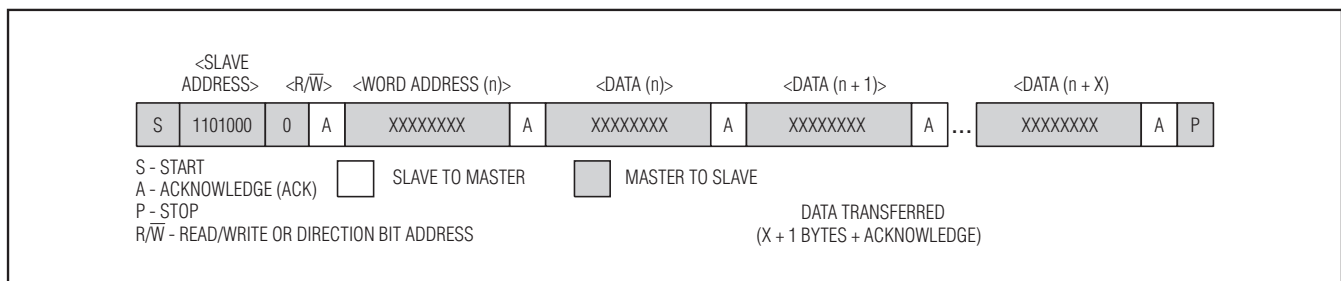 <SLAVE
ADDRESS> <R/W̅> <WORD ADDRESS (n)> <DATA (n)> <DATA (n + 1)> <DATA (n + X)
S 1101000 0 A XXXXXXXX A XXXXXXXX A XXXXXXXX A ... XXXXXXXX A P
S - START
A - ACKNOWLEDGE (ACK) SLAVE TO MASTER MASTER TO SLAVE
P - STOP
R/W̅ - READ/WRITE OR DIRECTION BIT ADDRESS
DATA TRANSFERRED
(X + 1 BYTES + ACKNOWLEDGE)